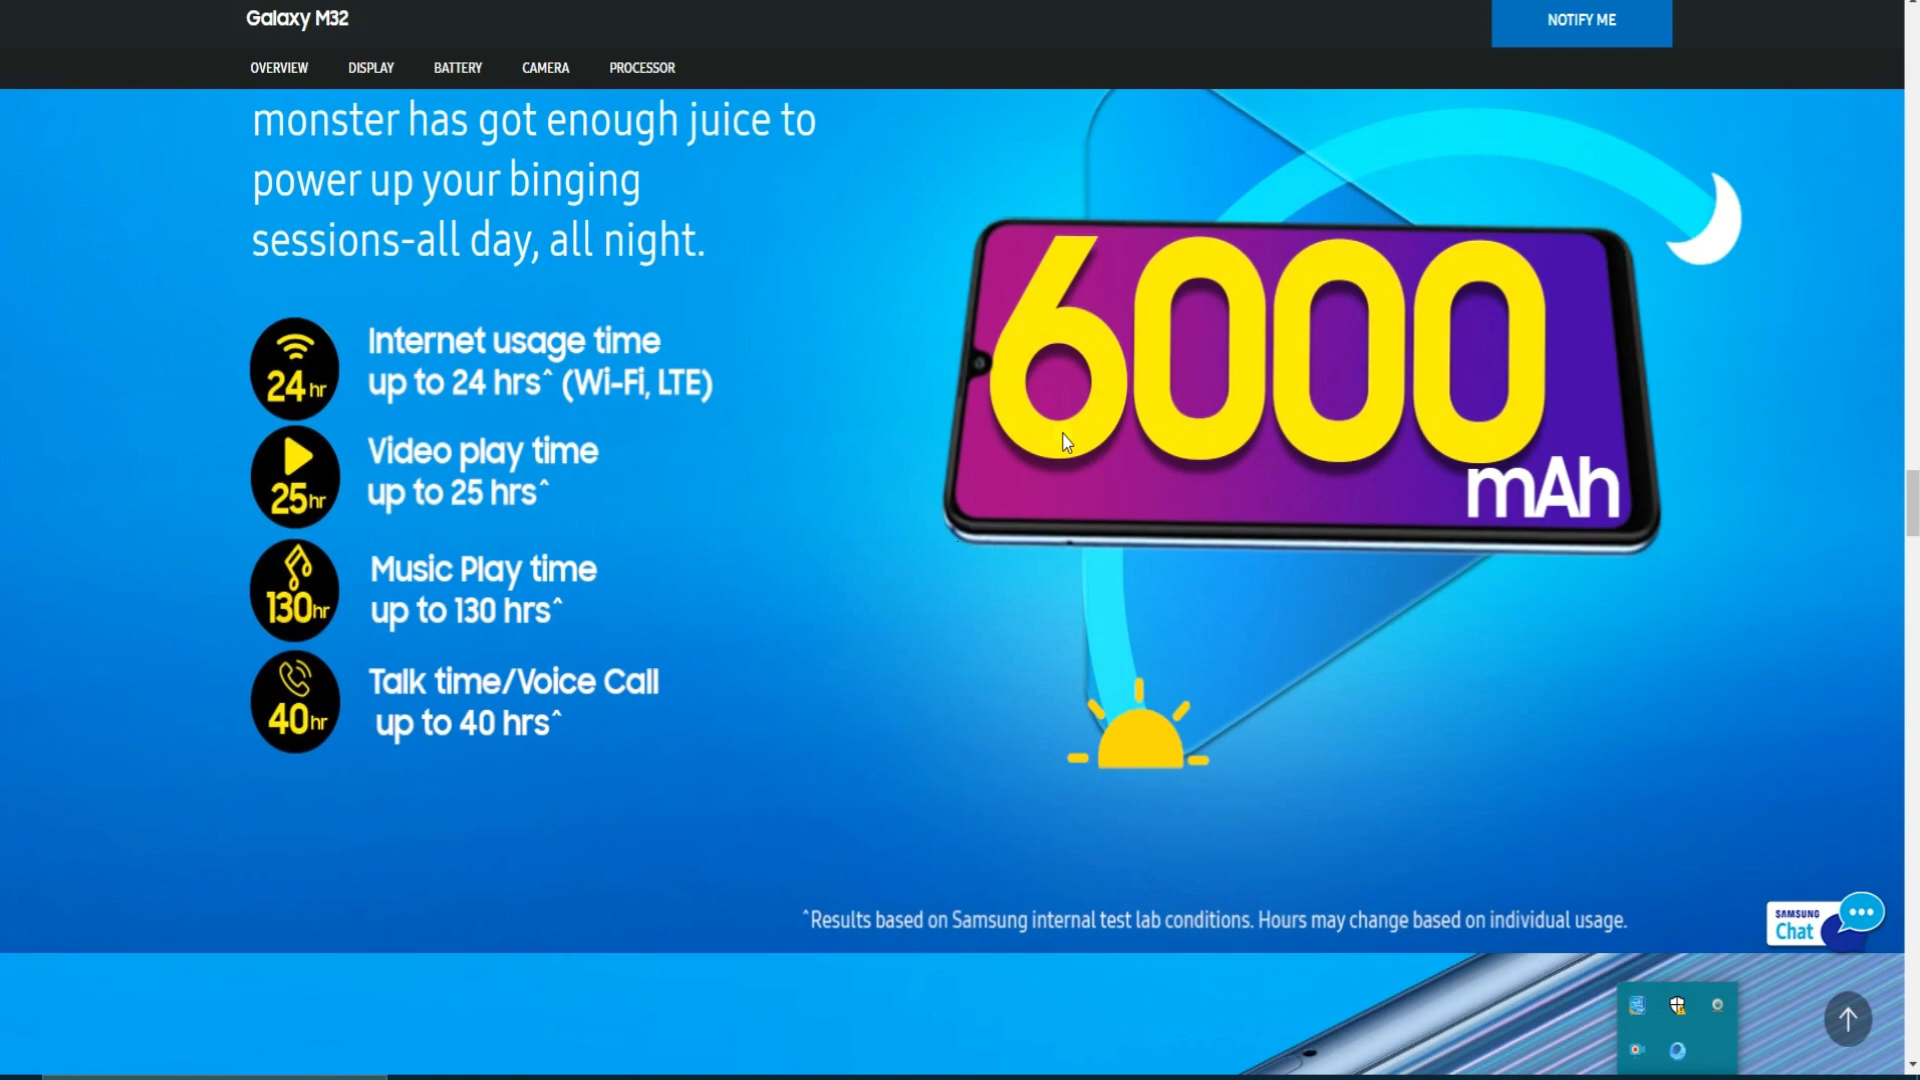 Galaxy M32
NOTIFY ME
OVERVIEW DISPLAY BATTERY CAMERA PROCESSOR
monster has got enough juice to
power up your binging
sessions-all day, all night.
24hr
Internet usage time
up to 24 hrs^ (Wi-Fi, LTE)
25hr
Video play time
up to 25 hrs^
130hr
Music Play time
up to 130 hrs^
40hr
Talk time/Voice Call
up to 40 hrs^
6000
mAh
^Results based on Samsung internal test lab conditions. Hours may change based on individual usage.
SAMSUNG
Chat